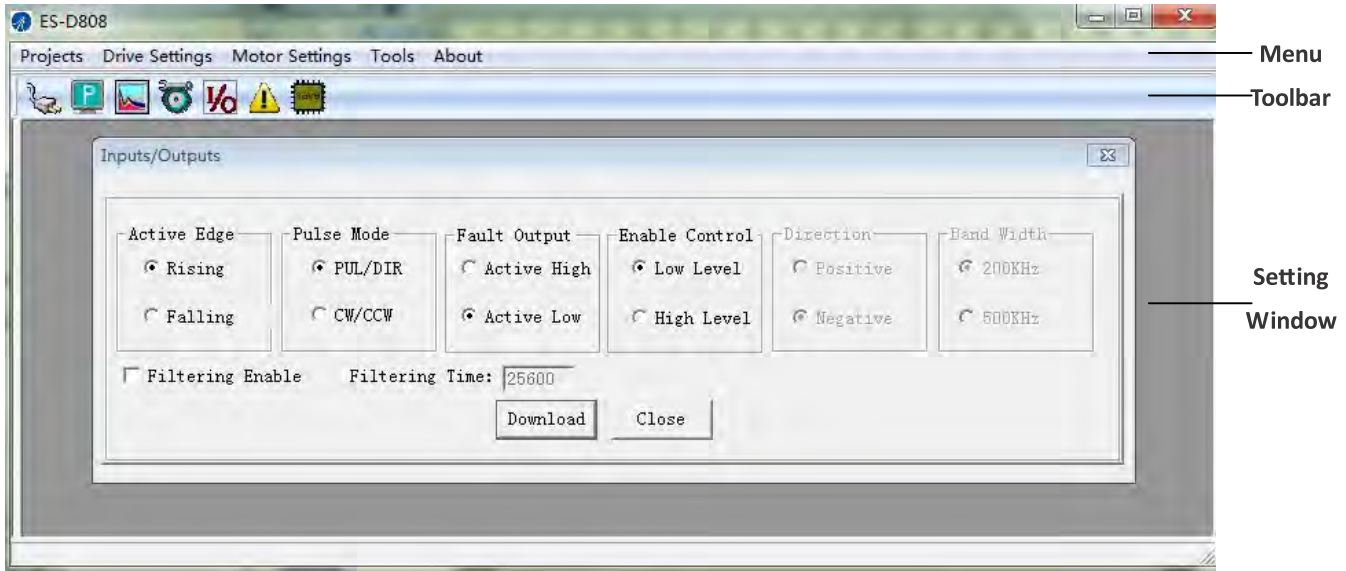 ES-D808
Projects Drive Settings Motor Settings Tools About
Menu
P I/O save
Toolbar
Inputs/Outputs
Active Edge Pulse Mode Fault Output Enable Control Direction Band Width
Rising PUL/DIR Active High Low Level Positive 200KHz
Falling CW/CCW Active Low High Level Negative 500KHz
Setting
Window
Filtering Enable Filtering Time: 25600
Download Close